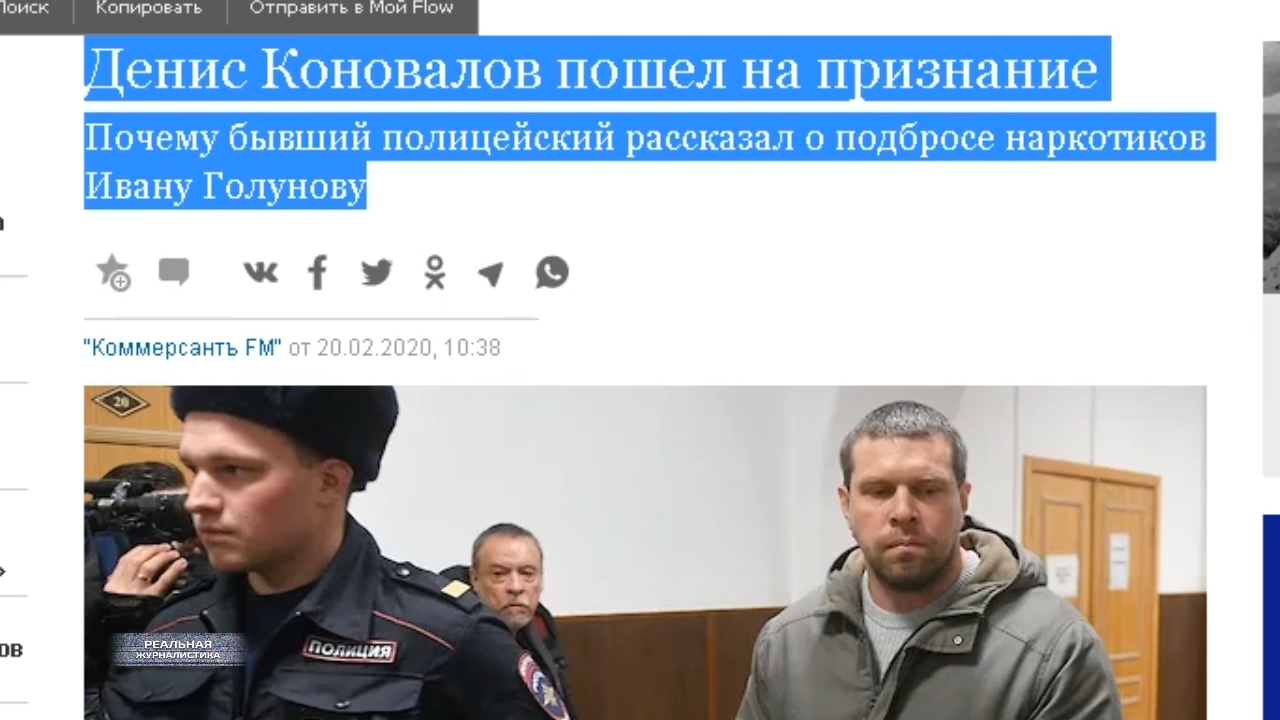 Поиск
Копировать
Отправить в Мой Flow
Денис Коновалов пошел на признание
Почему бывший полицейский рассказал о подбросе наркотиков
Ивану Голунову
"Коммерсантъ FM" от 20.02.2020, 10:38
20
ПОЛИЦИЯ
РЕАЛЬНАЯ
ЖУРНАЛИСТИКА